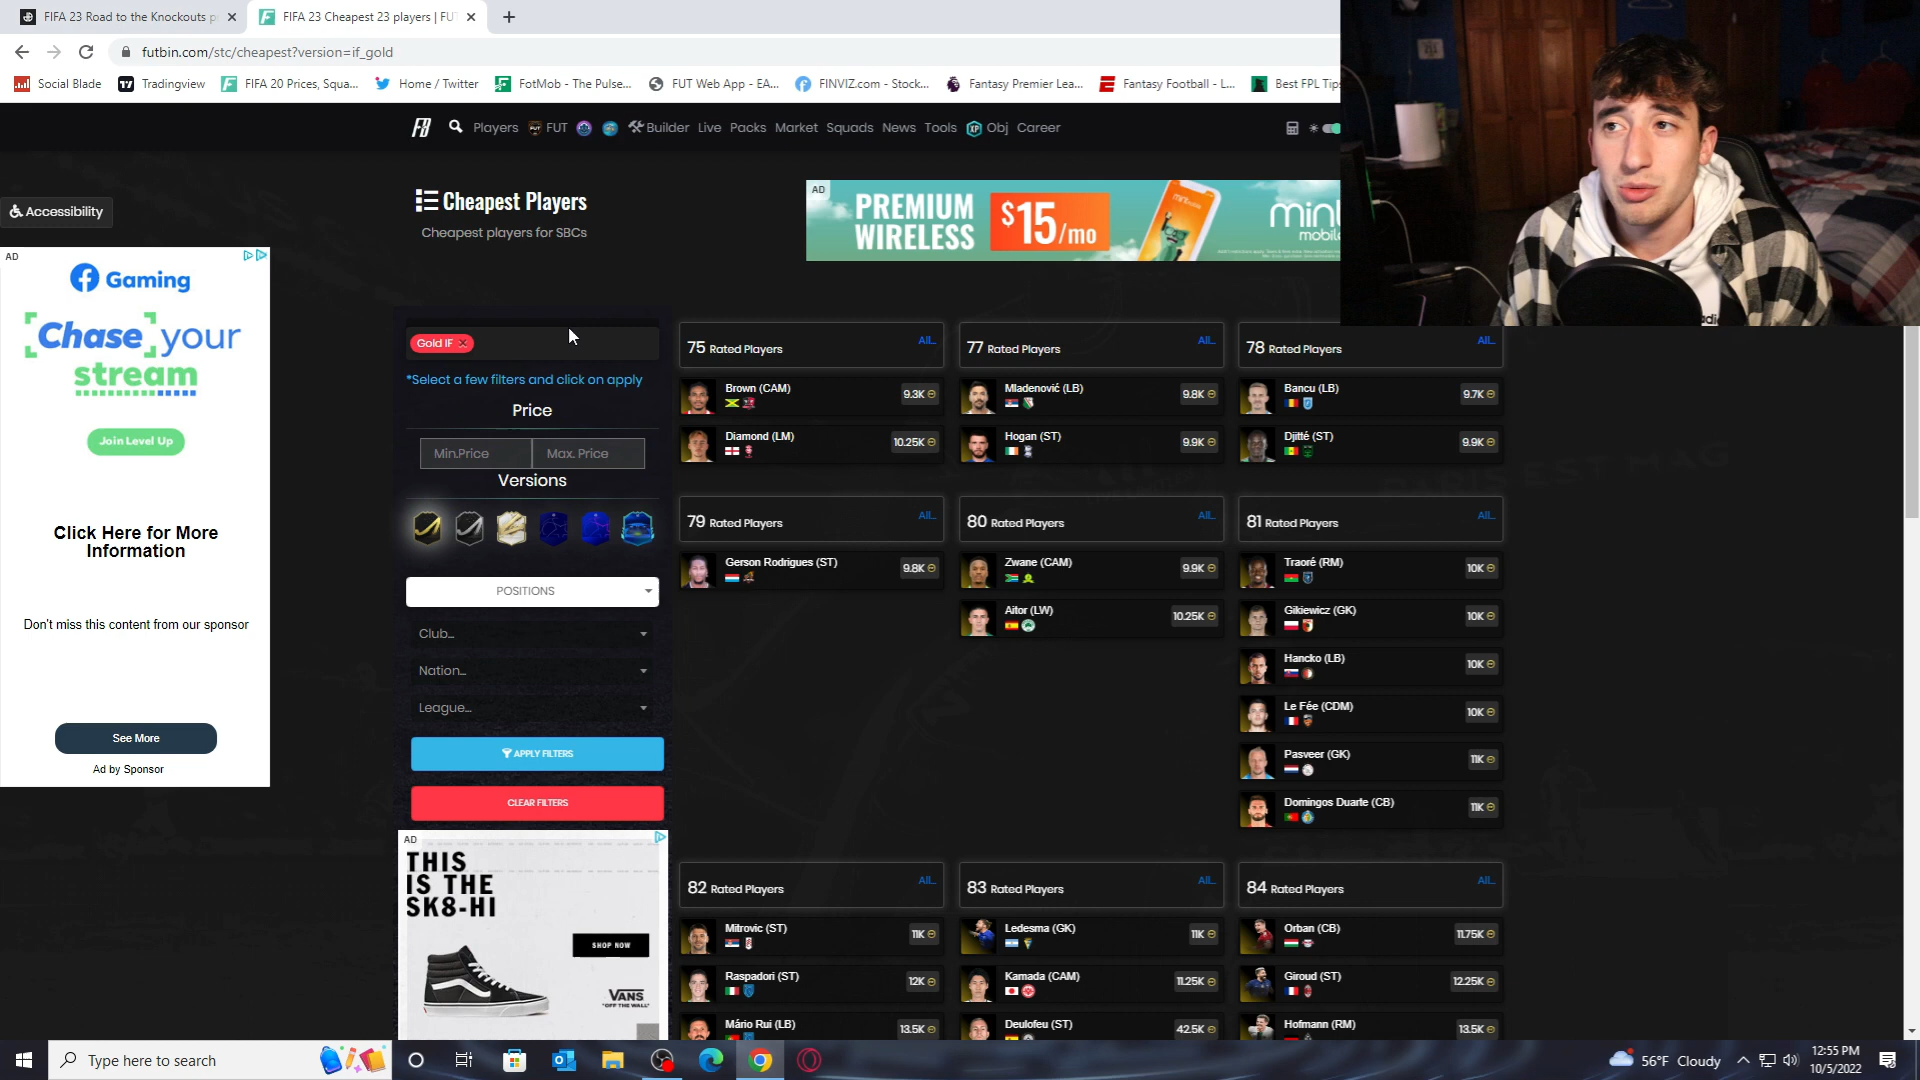 FIFA 23 Road to the Knockouts p
FIFA 23 Cheapest 23 players | FUT
futbin.com/stc/cheapest?version=if_gold
Social Blade
Tradingview
FIFA 20 Prices, Squa...
Home / Twitter
FotMob - The Pulse...
FUT Web App - EA...
FINVIZ.com - Stock...
Fantasy Premier Lea...
Fantasy Football - L...
Best FPL Tips
Players FUT Builder Live Packs Market Squads News Tools Obj Career
Accessibility
Cheapest Players
Cheapest players for SBCs
AD
PREMIUM
WIRELESS
$15/mo
mint
mobile
AD
Gaming
Chase your
stream
Join Level Up
Click Here for More
Information
Don't miss this content from our sponsor
See More
Ad by Sponsor
Gold IF
*Select a few filters and click on apply
Price
Min.Price
Max. Price
Versions
POSITIONS
Club...
Nation...
League...
APPLY FILTERS
CLEAR FILTERS
AD
THIS
IS THE
SK8-HI
SHOP NOW
VANS
"OFF THE WALL"
75 Rated Players All...
Brown (CAM) 9.3K
Diamond (LM) 10.25K
77 Rated Players All...
Mladenović (LB) 9.8K
Hogan (ST) 9.9K
78 Rated Players All...
Bancu (LB) 9.7K
Djitté (ST) 9.9K
79 Rated Players All...
Gerson Rodrigues (ST) 9.8K
80 Rated Players All...
Zwane (CAM) 9.9K
Aitor (LW) 10.25K
81 Rated Players All...
Traoré (RM) 10K
Gikiewicz (GK) 10K
Hancko (LB) 10K
Le Fée (CDM) 10K
Pasveer (GK) 11K
Domingos Duarte (CB) 11K
82 Rated Players All...
Mitrovic (ST) 11K
Raspadori (ST) 12K
Mário Rui (LB) 13.5K
83 Rated Players All...
Ledesma (GK) 11K
Kamada (CAM) 11.25K
Deulofeu (ST) 42.5K
84 Rated Players All...
Orban (CB) 11.75K
Giroud (ST) 12.25K
Hofmann (RM) 13.5K
Type here to search
56°F Cloudy
12:55 PM
10/5/2022